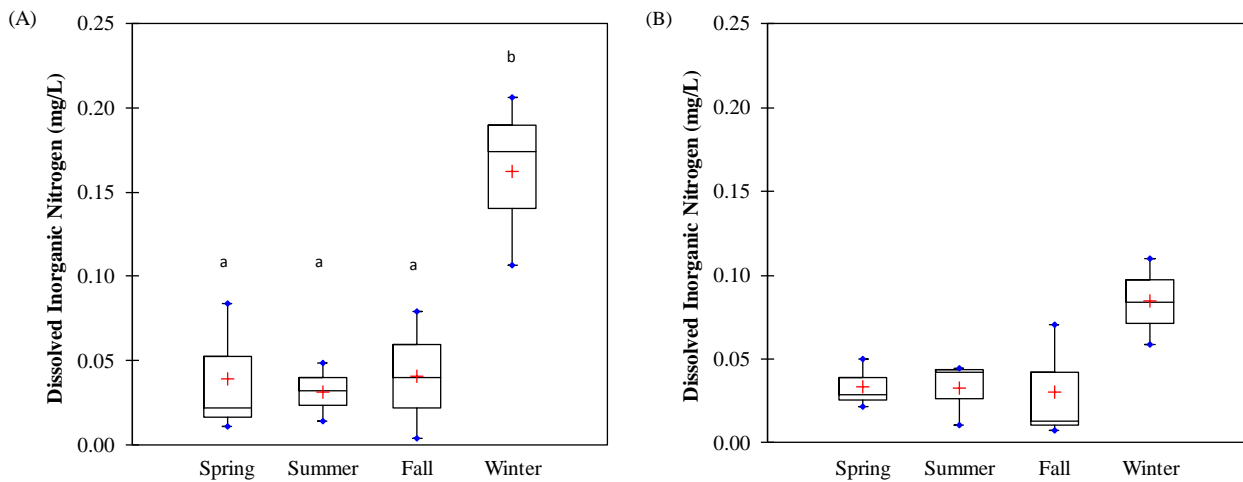 (A)
Dissolved Inorganic Nitrogen (mg/L)
0.25
0.20
0.15
0.10
0.05
0.00
a
a
a
b
Spring
Summer
Fall
Winter
(B)
Dissolved Inorganic Nitrogen (mg/L)
0.25
0.20
0.15
0.10
0.05
0.00
Spring
Summer
Fall
Winter